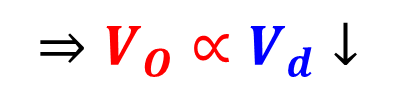 ⇒ V_O ∝ V_d ↓